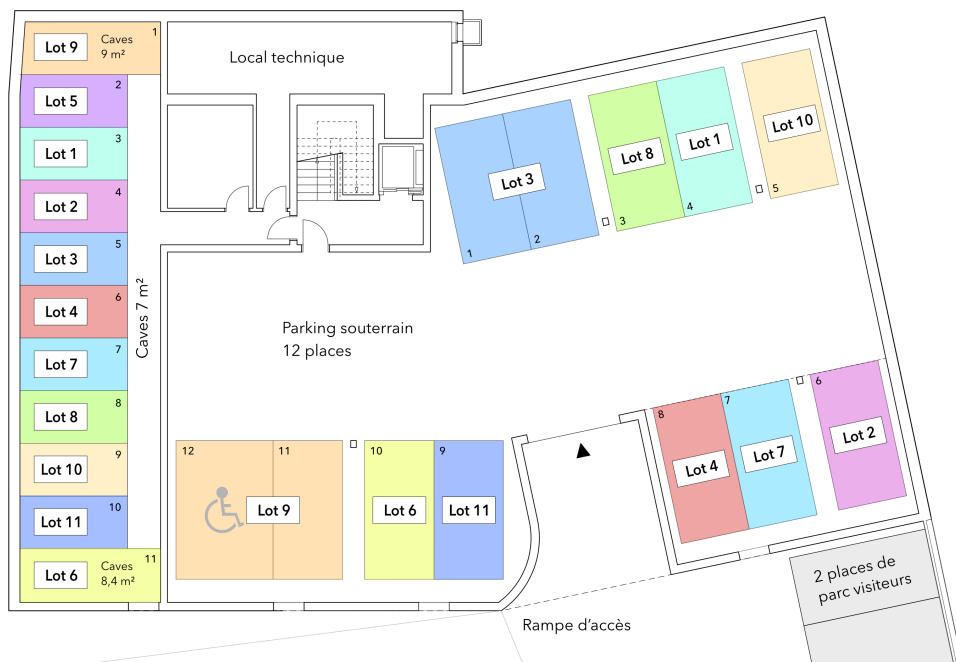 Lot 9
Caves
9 m²
1
Lot 5
2
Lot 1
3
Lot 2
4
Lot 3
5
Lot 4
6
Lot 7
7
Lot 8
8
Lot 10
9
Lot 11
10
Lot 6
Caves
8,4 m²
11
Caves 7 m²
Local technique
Lot 3
1
2
Lot 8
3
Lot 1
4
Lot 10
5
Parking souterrain
12 places
12
11
Lot 9
10
Lot 6
9
Lot 11
8
Lot 4
7
Lot 7
6
Lot 2
2 places de
parc visiteurs
Rampe d'accès